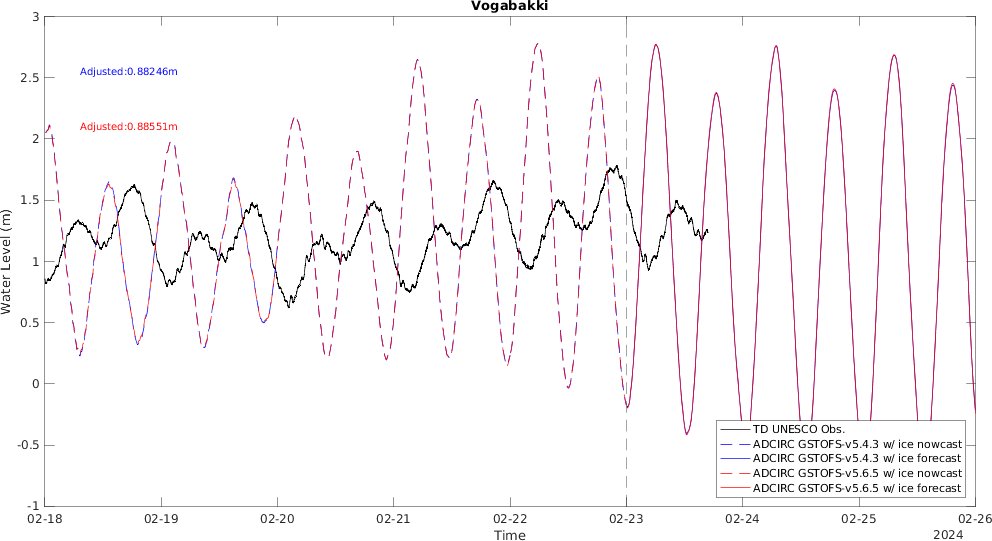 Vogabakki
3
2.5
2
1.5
1
0.5
0
-0.5
-1
Water Level (m)
Adjusted:0.88246m
Adjusted:0.88551m
TD UNESCO Obs.
ADCIRC GSTOFS-v5.4.3 w/ ice nowcast
ADCIRC GSTOFS-v5.4.3 w/ ice forecast
ADCIRC GSTOFS-v5.6.5 w/ ice nowcast
ADCIRC GSTOFS-v5.6.5 w/ ice forecast
02-18 02-19 02-20 02-21 02-22 02-23 02-24 02-25 02-26
Time
2024